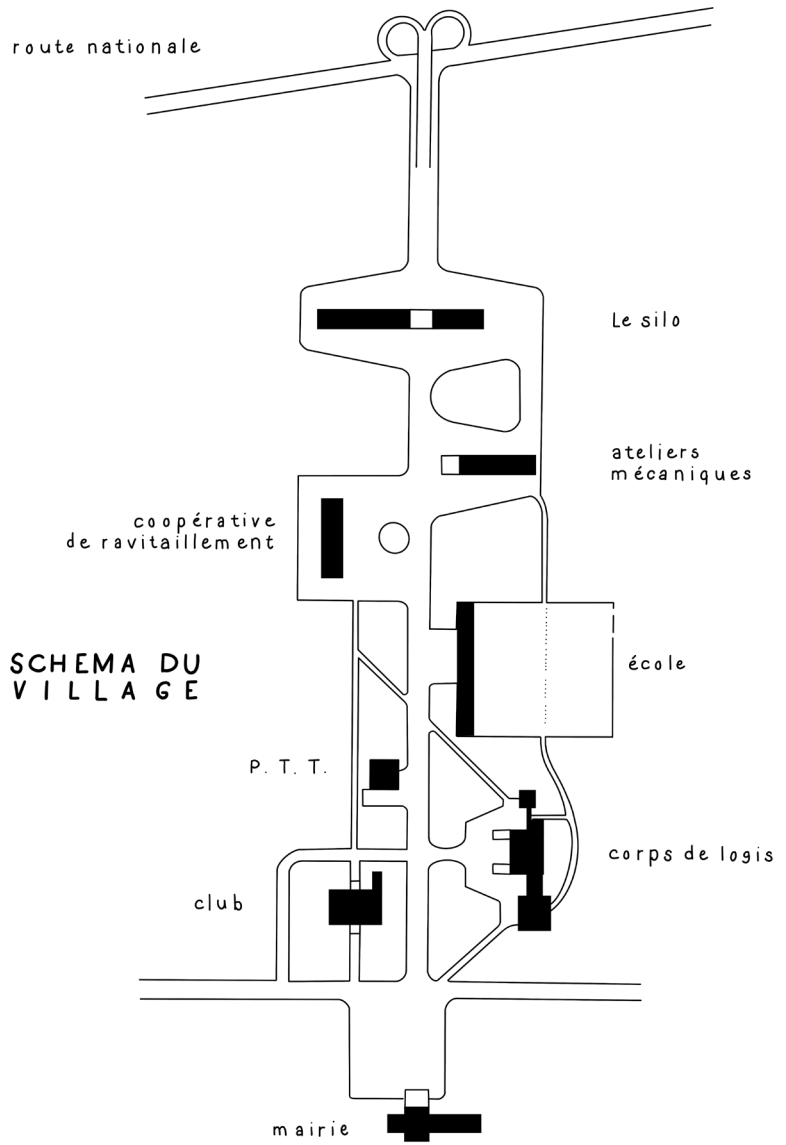 route nationale
Le silo
ateliers
mécaniques
coopérative
de ravitaillement
SCHEMA DU
VILLAGE
école
P. T. T.
corps de logis
club
mairie